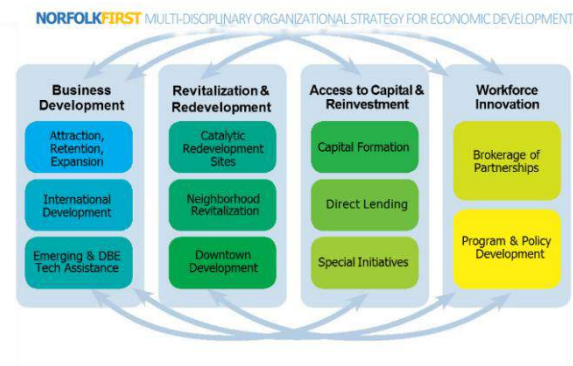 NORFOLKFIRST MULTI-DISCIPLINARY ORGANIZATIONAL STRATEGY FOR ECONOMIC DEVELOPMENT
Business
Development
Attraction,
Retention,
Expansion
International
Development
Emerging & DBE
Tech Assistance
Revitalization &
Redevelopment
Catalytic
Redevelopment
Sites
Neighborhood
Revitalization
Downtown
Development
Access to Capital &
Reinvestment
Capital Formation
Direct Lending
Special Initiatives
Workforce
Innovation
Brokerage of
Partnerships
Program & Policy
Development